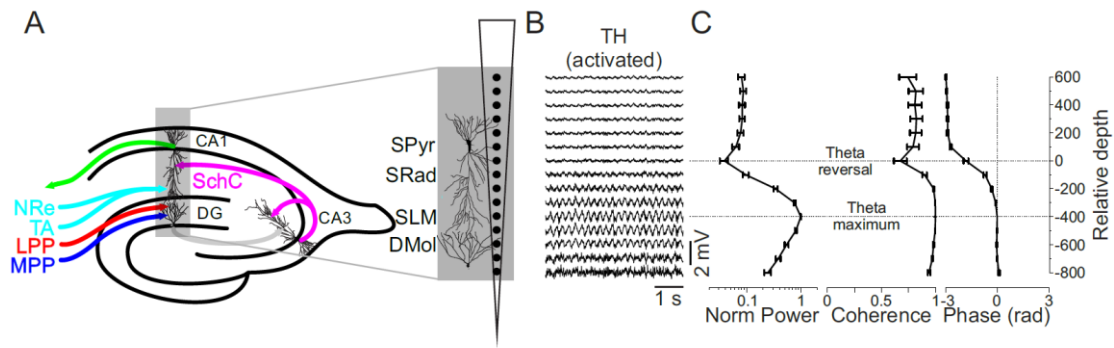 A
CA1
SchC
NRe
TA
DG
CA3
LPP
MPP
SPyr
SRad
SLM
DMol
B
TH
(activated)
2 mV
1 s
C
Theta
reversal
Theta
maximum
0.1
1
Norm Power
0
0.5
1
Coherence
-3
0
3
Phase (rad)
600
400
200
0
-200
-400
-600
-800
Relative depth